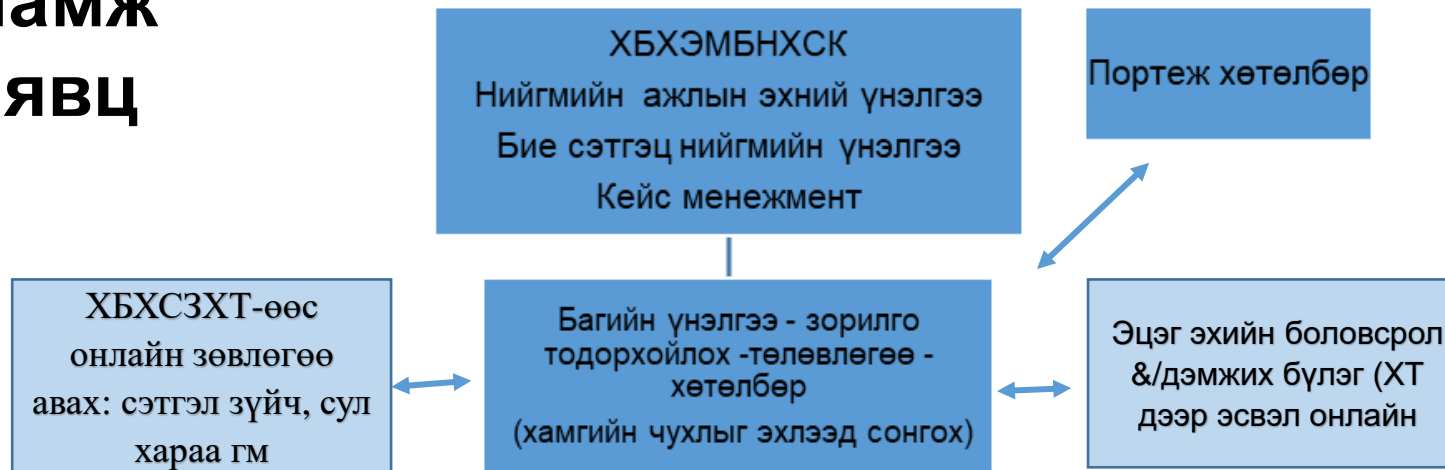 явц
ХБХЭМБНХСК
Нийгмийн ажлын эхний үнэлгээ
Бие сэтгэц нийгмийн үнэлгээ
Кейс менежмент
Портеж хөтөлбөр
ХБХСЗХТ-өөс
онлайн зөвлөгөө
авах: сэтгэл зүйч, сул
хараа гм
Багийн үнэлгээ - зорилго
тодорхойлох -төлөвлөгөө -
хөтөлбөр
(хамгийн чухлыг эхлээд сонгох)
Эцэг эхийн боловсрол
&/дэмжих бүлэг (ХТ
дээр эсвэл онлайн